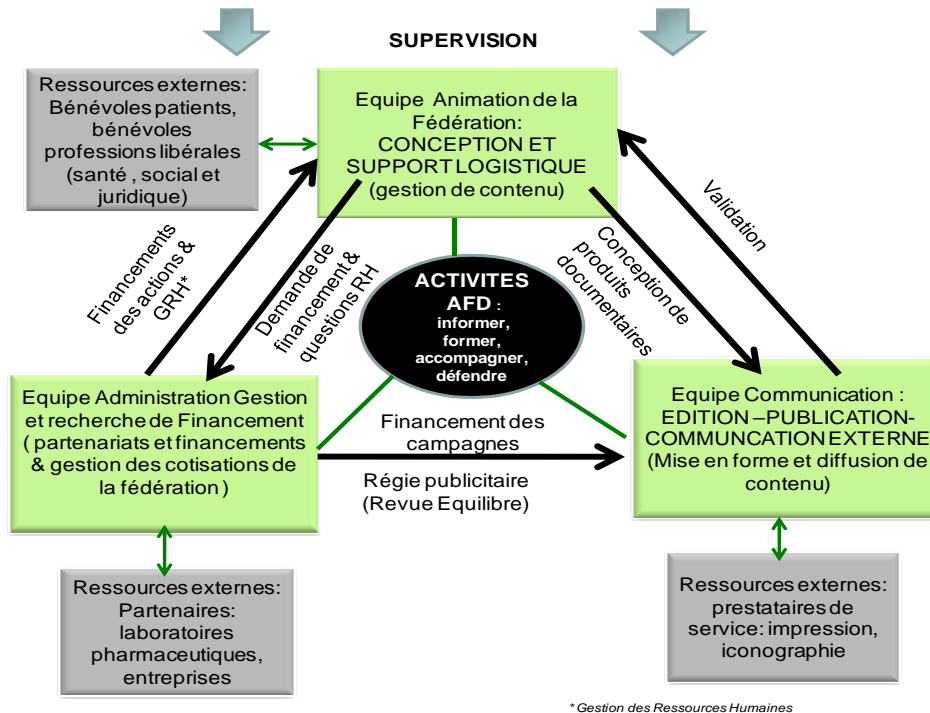 SUPERVISION
Ressources externes:
Bénévoles patients,
bénévoles
professions libérales
(santé , social et
juridique)
Equipe Animation de la
Fédération:
CONCEPTION ET
SUPPORT LOGISTIQUE
(gestion de contenu)
Financements
des actions &
GRH*
Demande de
financement &
questions RH
ACTIVITES
AFD :
informer,
former,
accompagner,
défendre
Conception de
produits
documentaires
Validation
Equipe Administration Gestion
et recherche de Financement
( partenariats et financements
& gestion des cotisations de
la fédération )
Financement des
campagnes
Régie publicitaire
(Revue Equilibre)
Equipe Communication :
EDITION –PUBLICATION-
COMMUNCATION EXTERNE
(Mise en forme et diffusion de
contenu)
Ressources externes:
Partenaires:
laboratoires
pharmaceutiques,
entreprises
Ressources externes:
prestataires de
service: impression,
iconographie
* Gestion des Ressources Humaines